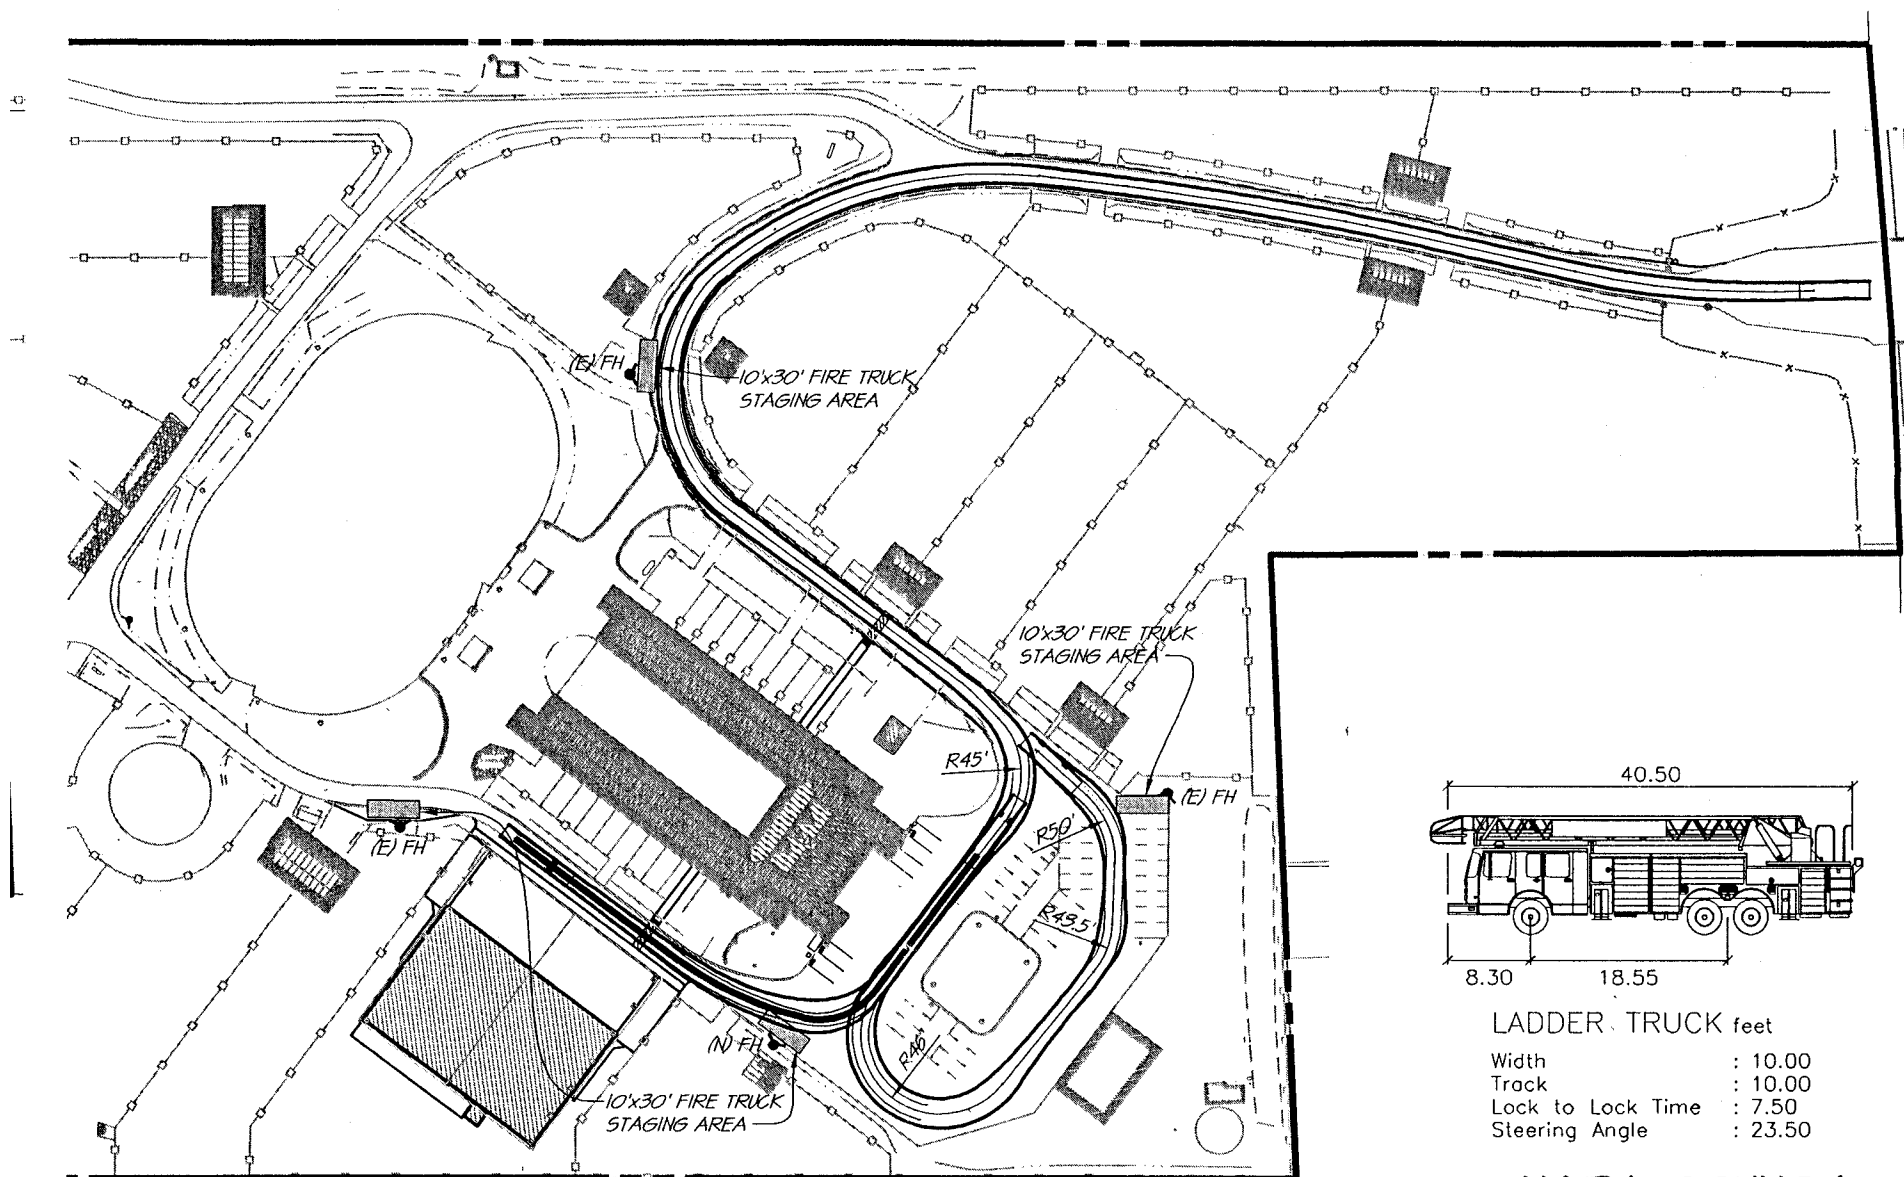 (E) FH
10'x30' FIRE TRUCK
STAGING AREA
10'x30' FIRE TRUCK
STAGING AREA
R45'
(E) FH
R50'
(E) FH
R49.5'
R46'
(N) FH
10'x30' FIRE TRUCK
STAGING AREA
40.50
8.30
18.55
LADDER TRUCK feet
Width : 10.00
Track : 10.00
Lock to Lock Time : 7.50
Steering Angle : 23.50